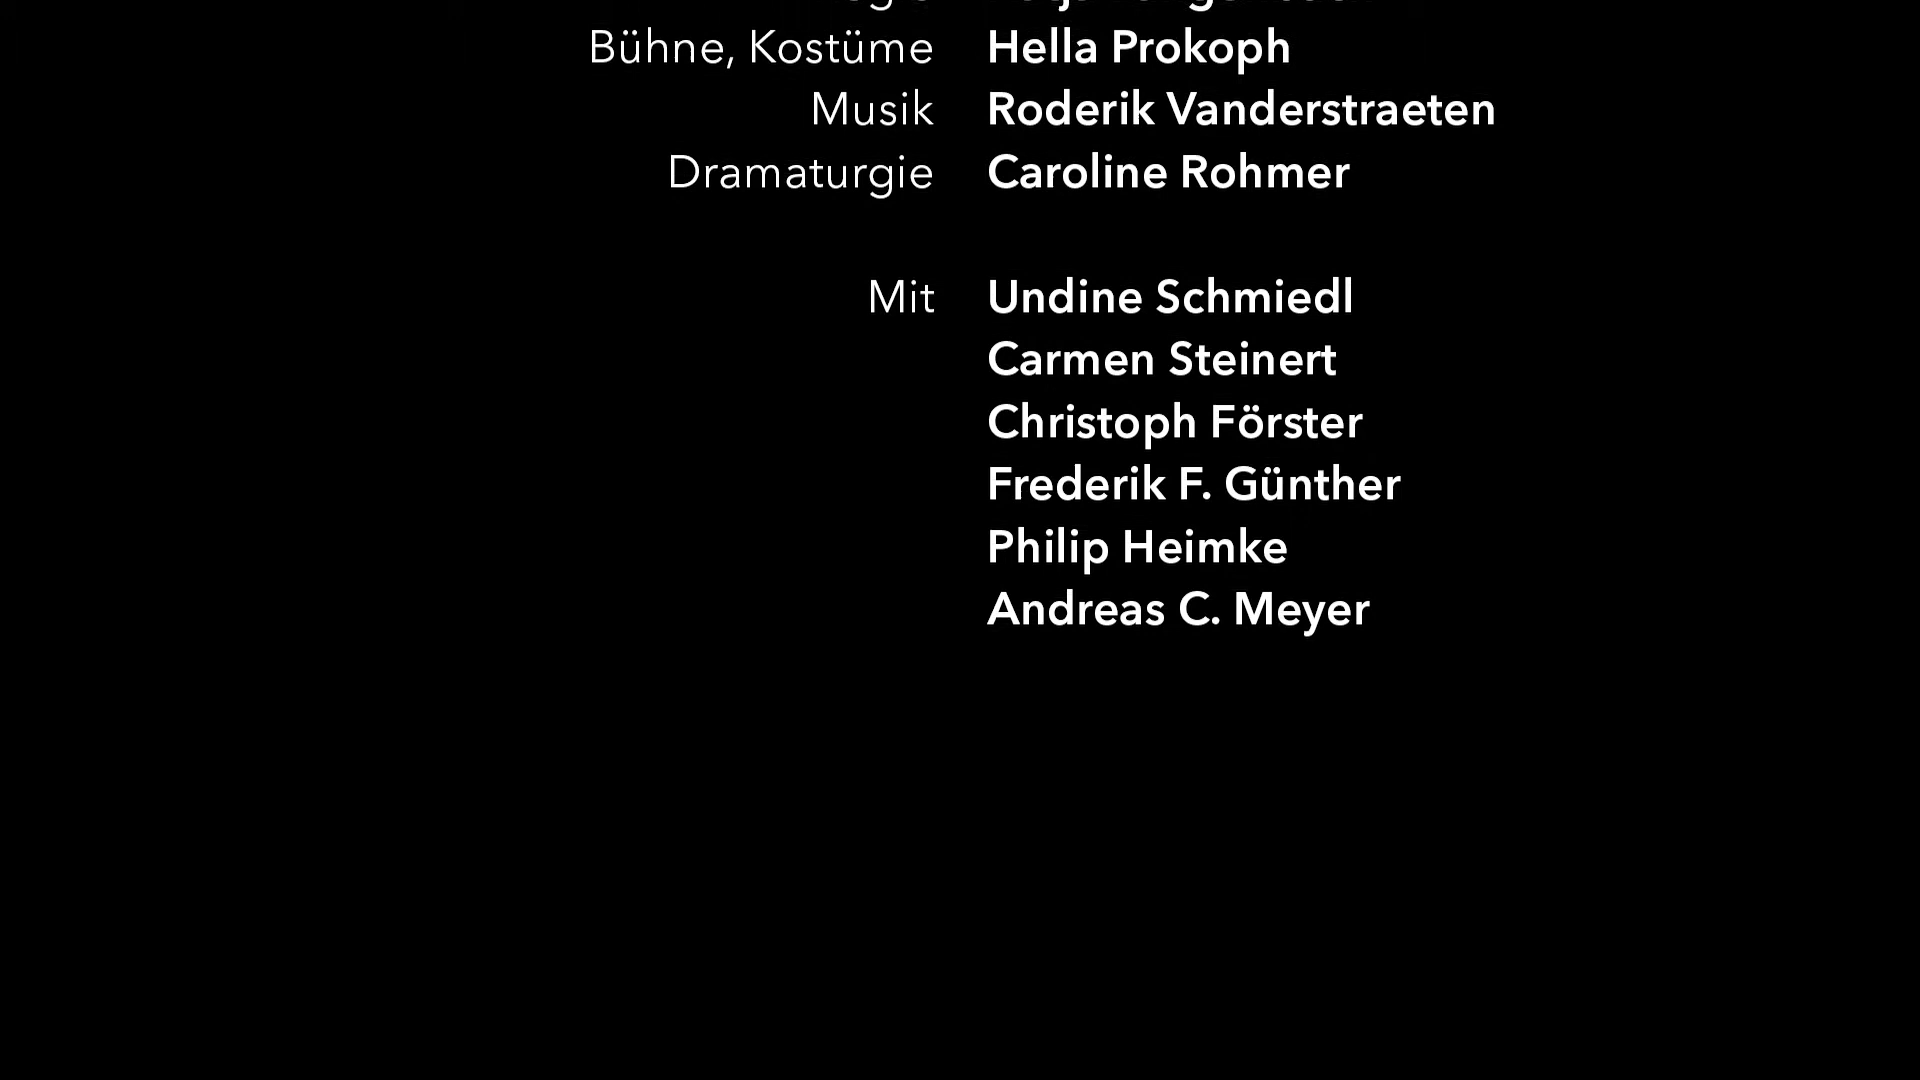 Bühne, Kostüme Hella Prokoph
Musik Roderik Vanderstraeten
Dramaturgie Caroline Rohmer
Mit Undine Schmiedl
Carmen Steinert
Christoph Förster
Frederik F. Günther
Philip Heimke
Andreas C. Meyer